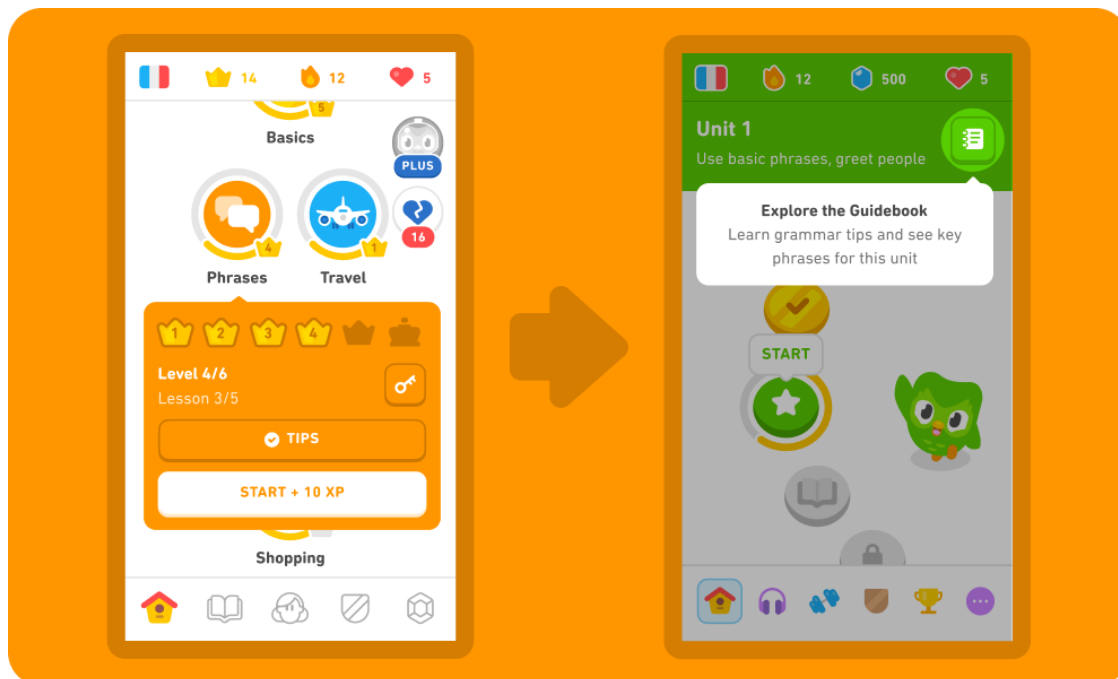 14 12 5
5
Basics
PLUS
4
1
16
Phrases Travel
1 2 3 4
Level 4/6
Lesson 3/5
TIPS
START + 10 XP
Shopping
12 500 5
Unit 1
Use basic phrases, greet people
Explore the Guidebook
Learn grammar tips and see key
phrases for this unit
START